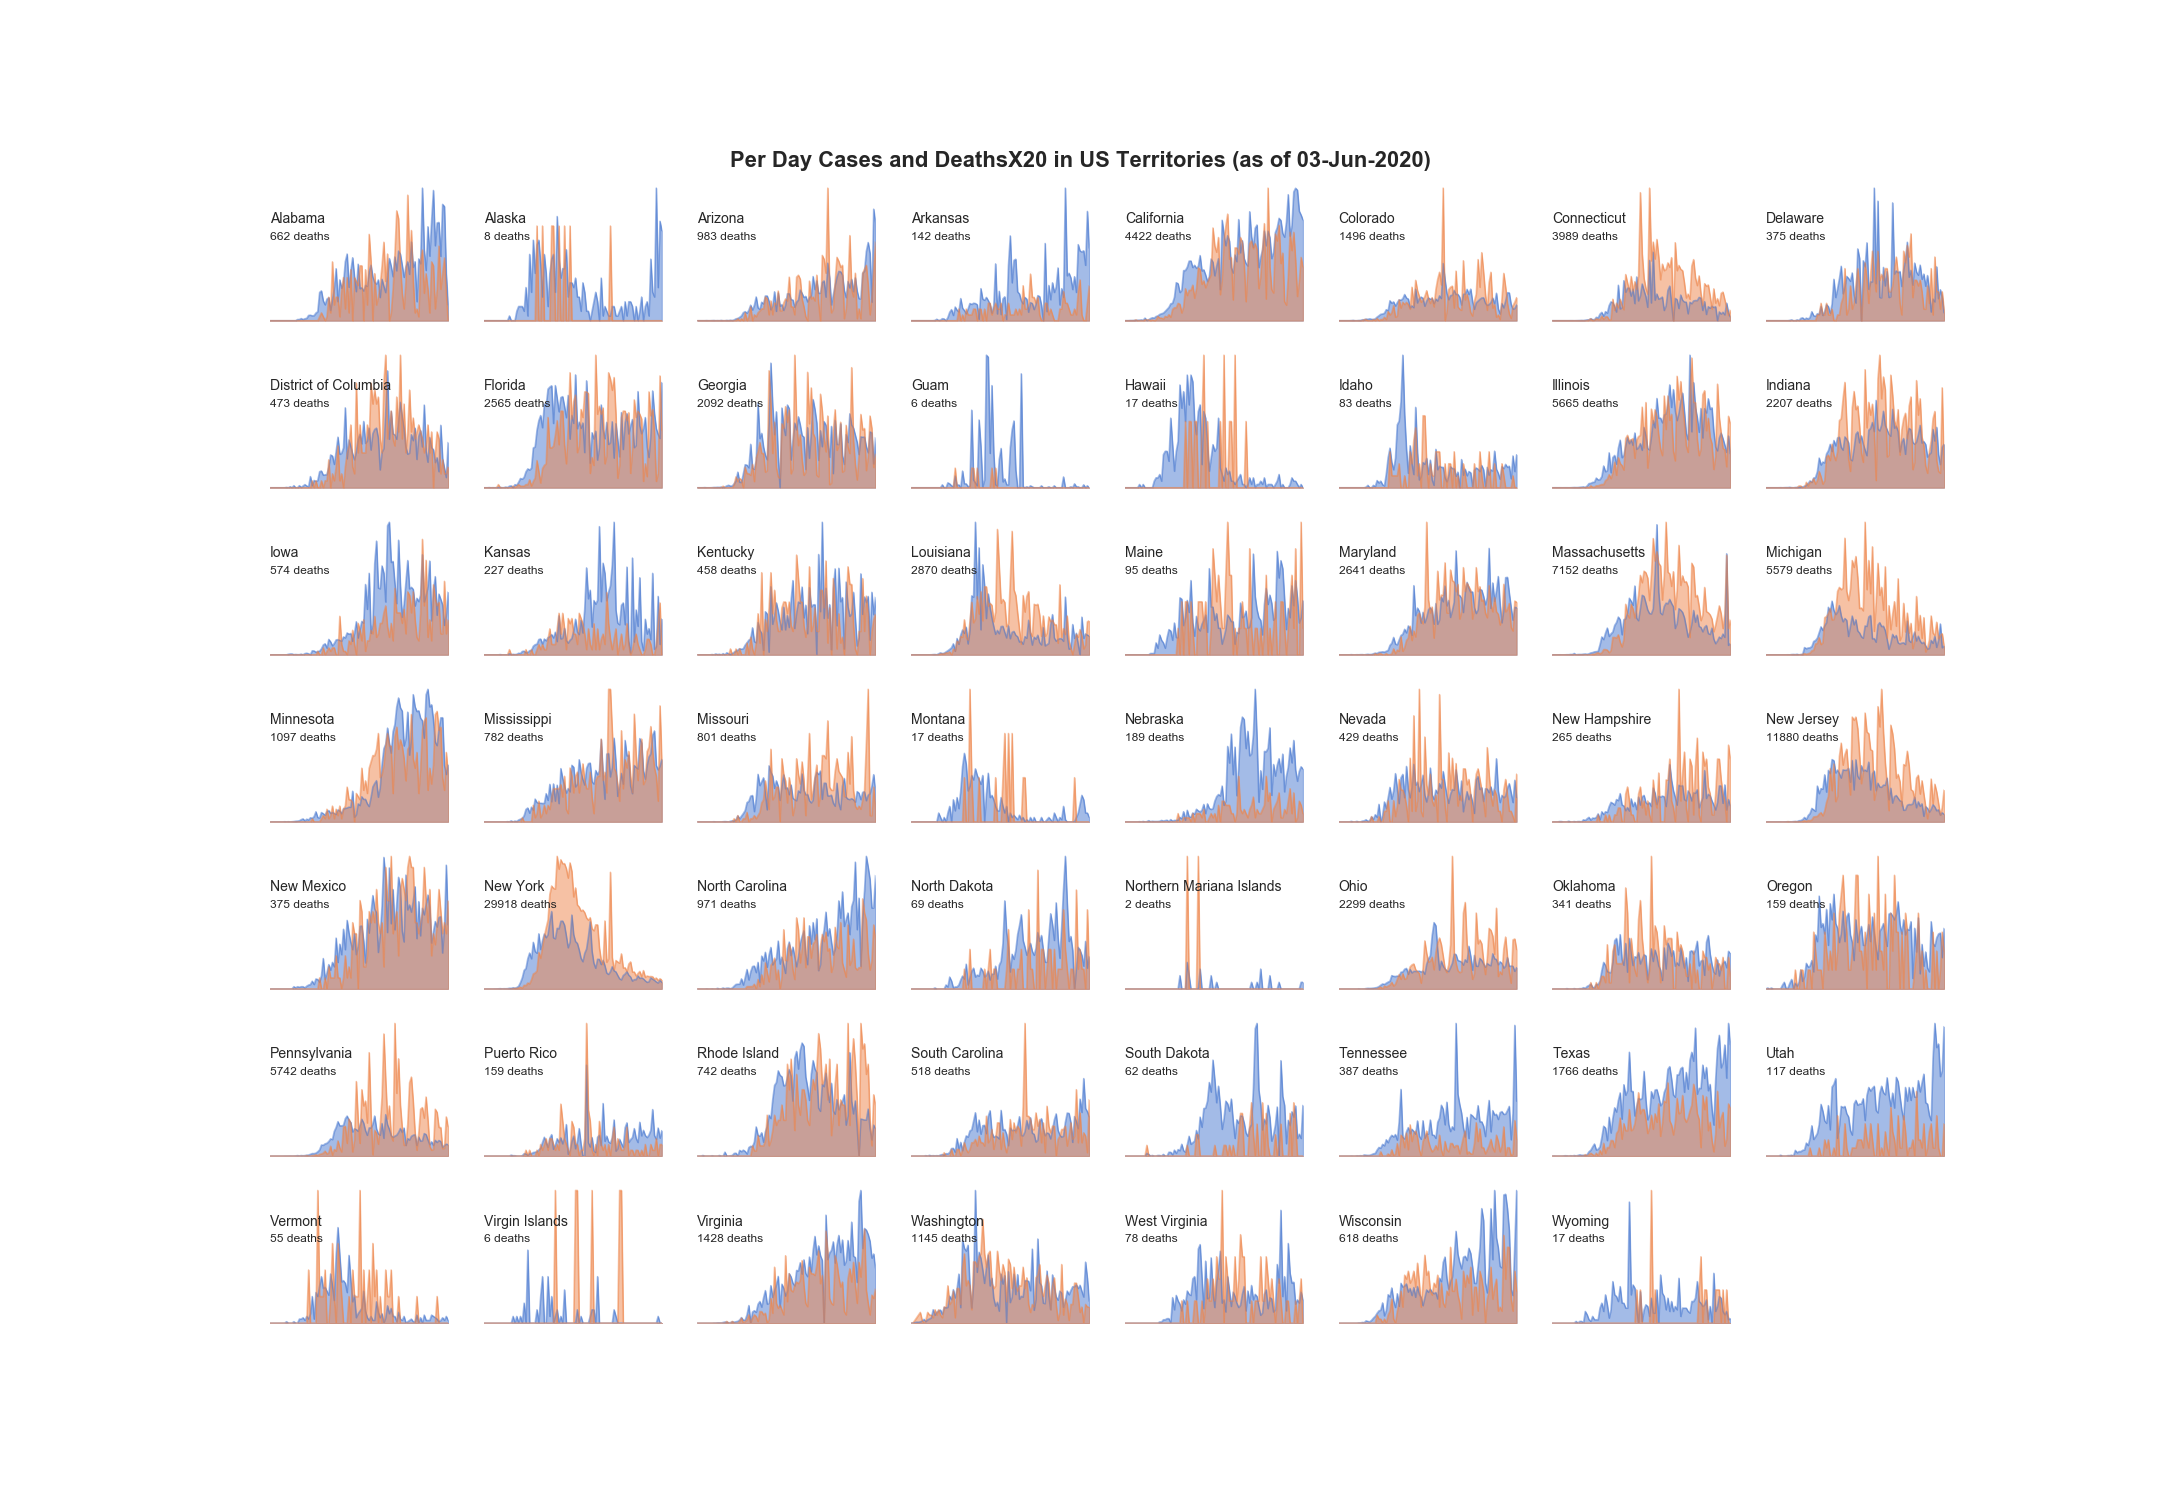 Per Day Cases and DeathsX20 in US Territories (as of 03-Jun-2020)
Alabama
662 deaths
Alaska
8 deaths
Arizona
983 deaths
Arkansas
142 deaths
California
4422 deaths
Colorado
1496 deaths
Connecticut
3989 deaths
Delaware
375 deaths
District of Columbia
473 deaths
Florida
2565 deaths
Georgia
2092 deaths
Guam
6 deaths
Hawaii
17 deaths
Idaho
83 deaths
Illinois
5665 deaths
Indiana
2207 deaths
Iowa
574 deaths
Kansas
227 deaths
Kentucky
458 deaths
Louisiana
2870 deaths
Maine
95 deaths
Maryland
2641 deaths
Massachusetts
7152 deaths
Michigan
5579 deaths
Minnesota
1097 deaths
Mississippi
782 deaths
Missouri
801 deaths
Montana
17 deaths
Nebraska
189 deaths
Nevada
429 deaths
New Hampshire
265 deaths
New Jersey
11880 deaths
New Mexico
375 deaths
New York
29918 deaths
North Carolina
971 deaths
North Dakota
69 deaths
Northern Mariana Islands
2 deaths
Ohio
2299 deaths
Oklahoma
341 deaths
Oregon
159 deaths
Pennsylvania
5742 deaths
Puerto Rico
159 deaths
Rhode Island
742 deaths
South Carolina
518 deaths
South Dakota
62 deaths
Tennessee
387 deaths
Texas
1766 deaths
Utah
117 deaths
Vermont
55 deaths
Virgin Islands
6 deaths
Virginia
1428 deaths
Washington
1145 deaths
West Virginia
78 deaths
Wisconsin
618 deaths
Wyoming
17 deaths